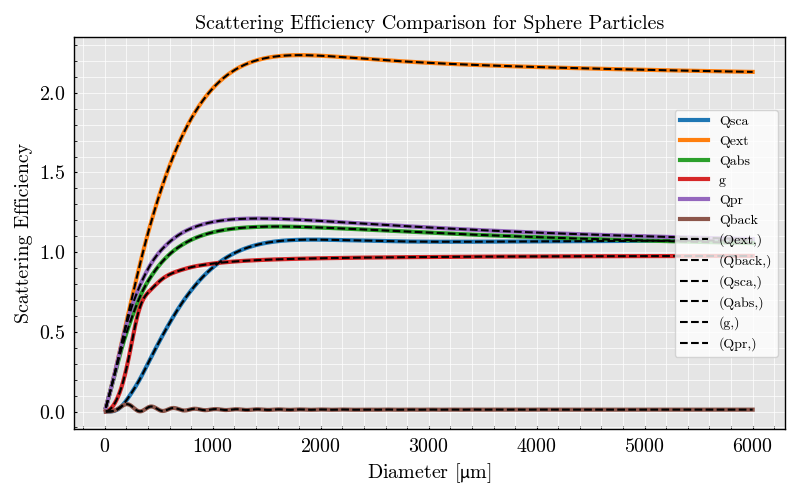 Scattering Efficiency Comparison for Sphere Particles
Scattering Efficiency
2.0
1.5
1.0
0.5
0.0
Qsca
Qext
Qabs
g
Qpr
Qback
(Qext,)
(Qback,)
(Qsca,)
(Qabs,)
(g,)
(Qpr,)
0 1000 2000 3000 4000 5000 6000
Diameter [µm]